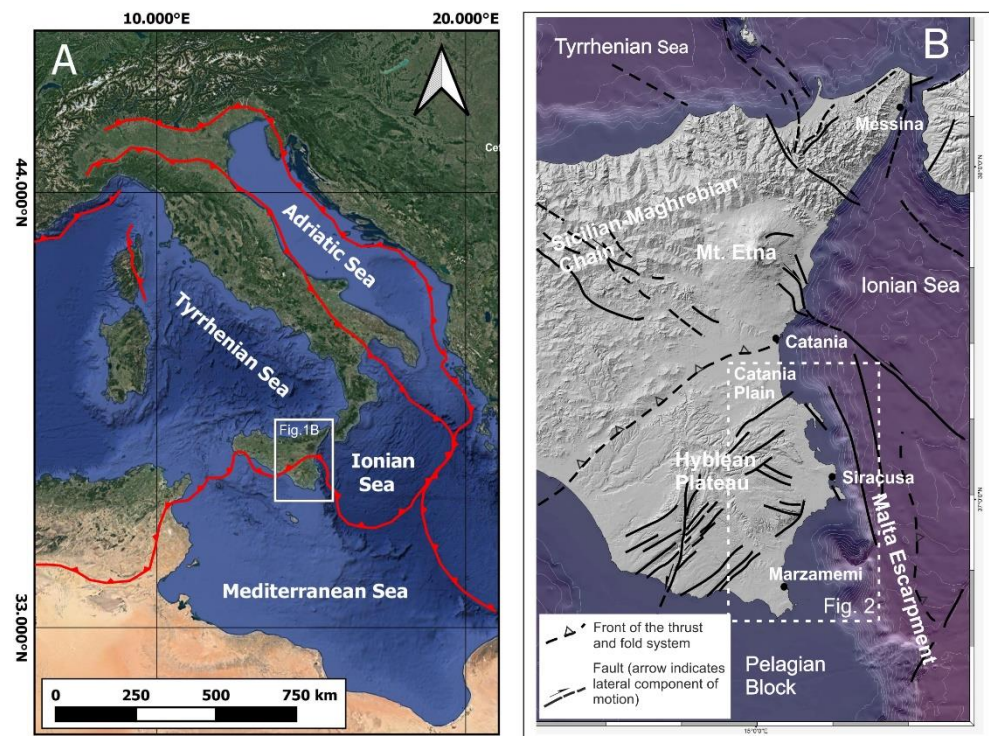 A
10.000°E
20.000°E
44.000°N
33.000°N
Adriatic Sea
Tyrrhenian Sea
Fig.1B
Ionian
Sea
Mediterranean Sea
0 250 500 750 km
B
Tyrrhenian Sea
Messina
Sicilian-Maghrebian
Chain
Mt. Etna
Ionian Sea
Catania
Catania
Plain
Hyblean
Plateau
Siracusa
Malta Escarpment
Marzamemi
Fig. 2
Pelagian
Block
Front of the thrust
and fold system
Fault (arrow indicates
lateral component of
motion)